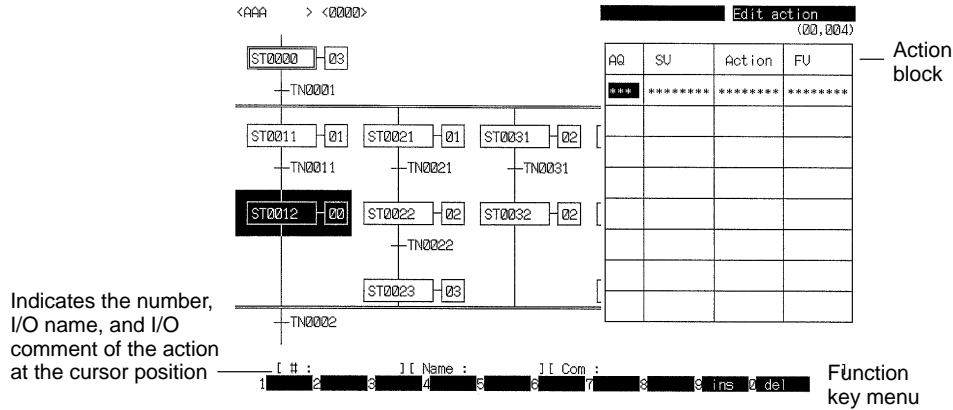 <AAA > <0000>
Edit action
(00,004)
ST0000 03
TN0001
AQ SV Action FV
*** ******** ******** ********
Action
block
ST0011 01 ST0021 01 ST0031 02
TN0011 TN0021 TN0031
ST0012 00 ST0022 02 ST0032 02
TN0022
ST0023 03
TN0002
Indicates the number,
I/O name, and I/O
comment of the action
at the cursor position
[ # : ][ Name : ][ Com : ]
1 2 3 4 5 6 7 8 9 ins 0 del
Function
key menu